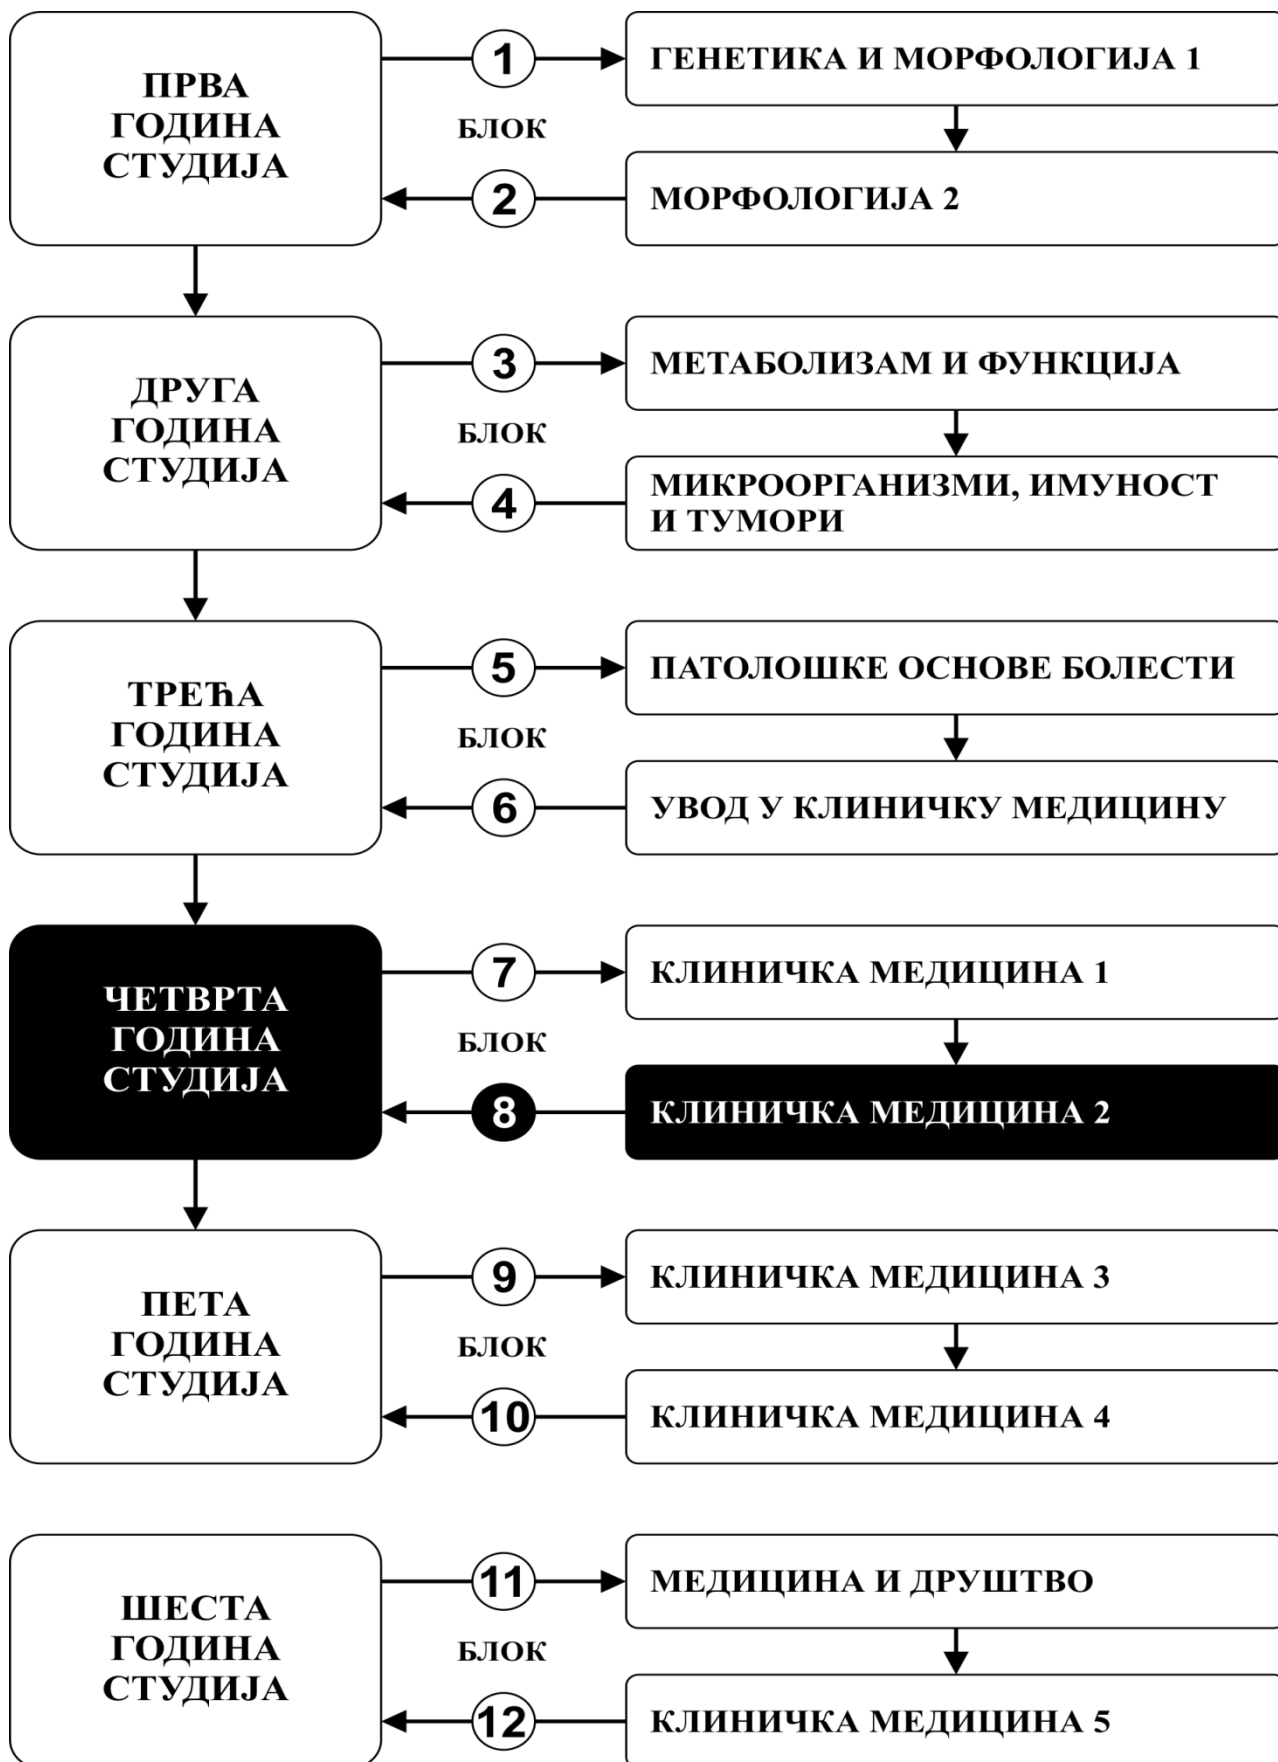 ПРВА
ГОДИНА
СТУДИЈА
1
ГЕНЕТИКА И МОРФОЛОГИЈА 1
БЛОК
2
МОРФОЛОГИЈА 2
ДРУГА
ГОДИНА
СТУДИЈА
3
МЕТАБОЛИЗАМ И ФУНКЦИЈА
БЛОК
4
МИКРООРГАНИЗМИ, ИМУНОСТ
И ТУМОРИ
ТРЕЋА
ГОДИНА
СТУДИЈА
5
ПАТОЛОШКЕ ОСНОВЕ БОЛЕСТИ
БЛОК
6
УВОД У КЛИНИЧКУ МЕДИЦИНУ
ЧЕТВРТА
ГОДИНА
СТУДИЈА
7
КЛИНИЧКА МЕДИЦИНА 1
БЛОК
8
КЛИНИЧКА МЕДИЦИНА 2
ПЕТА
ГОДИНА
СТУДИЈА
9
КЛИНИЧКА МЕДИЦИНА 3
БЛОК
10
КЛИНИЧКА МЕДИЦИНА 4
ШЕСТА
ГОДИНА
СТУДИЈА
11
МЕДИЦИНА И ДРУШТВО
БЛОК
12
КЛИНИЧКА МЕДИЦИНА 5